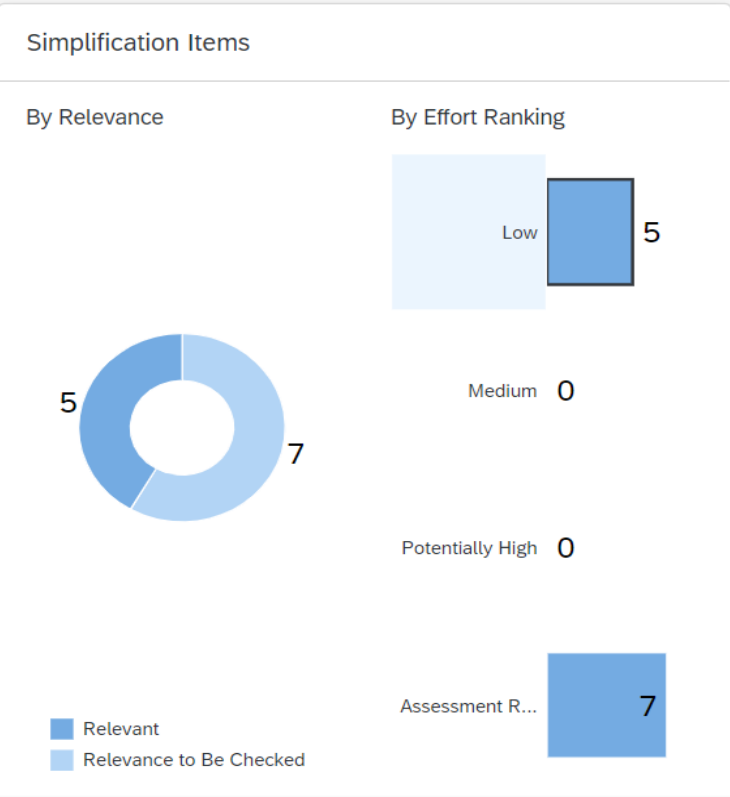 Simplification Items
By Relevance
5
7
Relevant
Relevance to Be Checked
By Effort Ranking
Low 5
Medium 0
Potentially High 0
Assessment R... 7